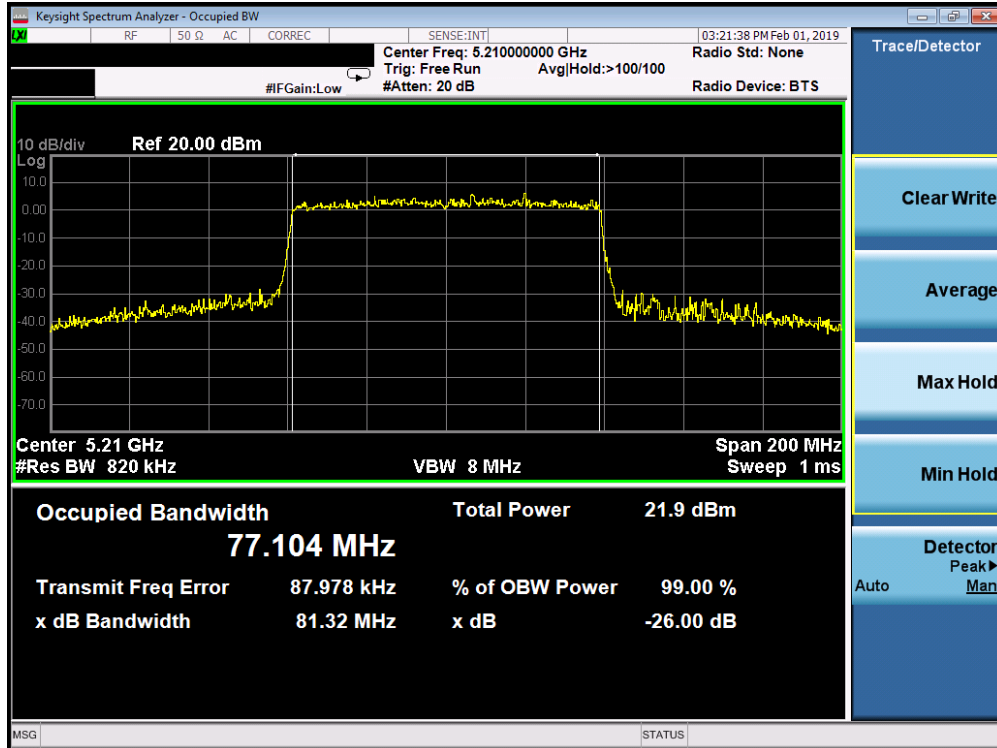 Keysight Spectrum Analyzer - Occupied BW
LXI RF 50 Ω AC CORREC SENSE:INT 03:21:38 PM Feb 01, 2019
Center Freq: 5.210000000 GHz Radio Std: None
Trig: Free Run Avg|Hold:>100/100
#IFGain:Low #Atten: 20 dB Radio Device: BTS
10 dB/div Ref 20.00 dBm
Log
10.0
0.00
-10.0
-20.0
-30.0
-40.0
-50.0
-60.0
-70.0
Center 5.21 GHz Span 200 MHz
#Res BW 820 kHz VBW 8 MHz Sweep 1 ms
Occupied Bandwidth Total Power 21.9 dBm
77.104 MHz
Transmit Freq Error 87.978 kHz % of OBW Power 99.00 %
x dB Bandwidth 81.32 MHz x dB -26.00 dB
MSG STATUS
Trace/Detector
Clear Write
Average
Max Hold
Min Hold
Detector
Peak
Auto Man